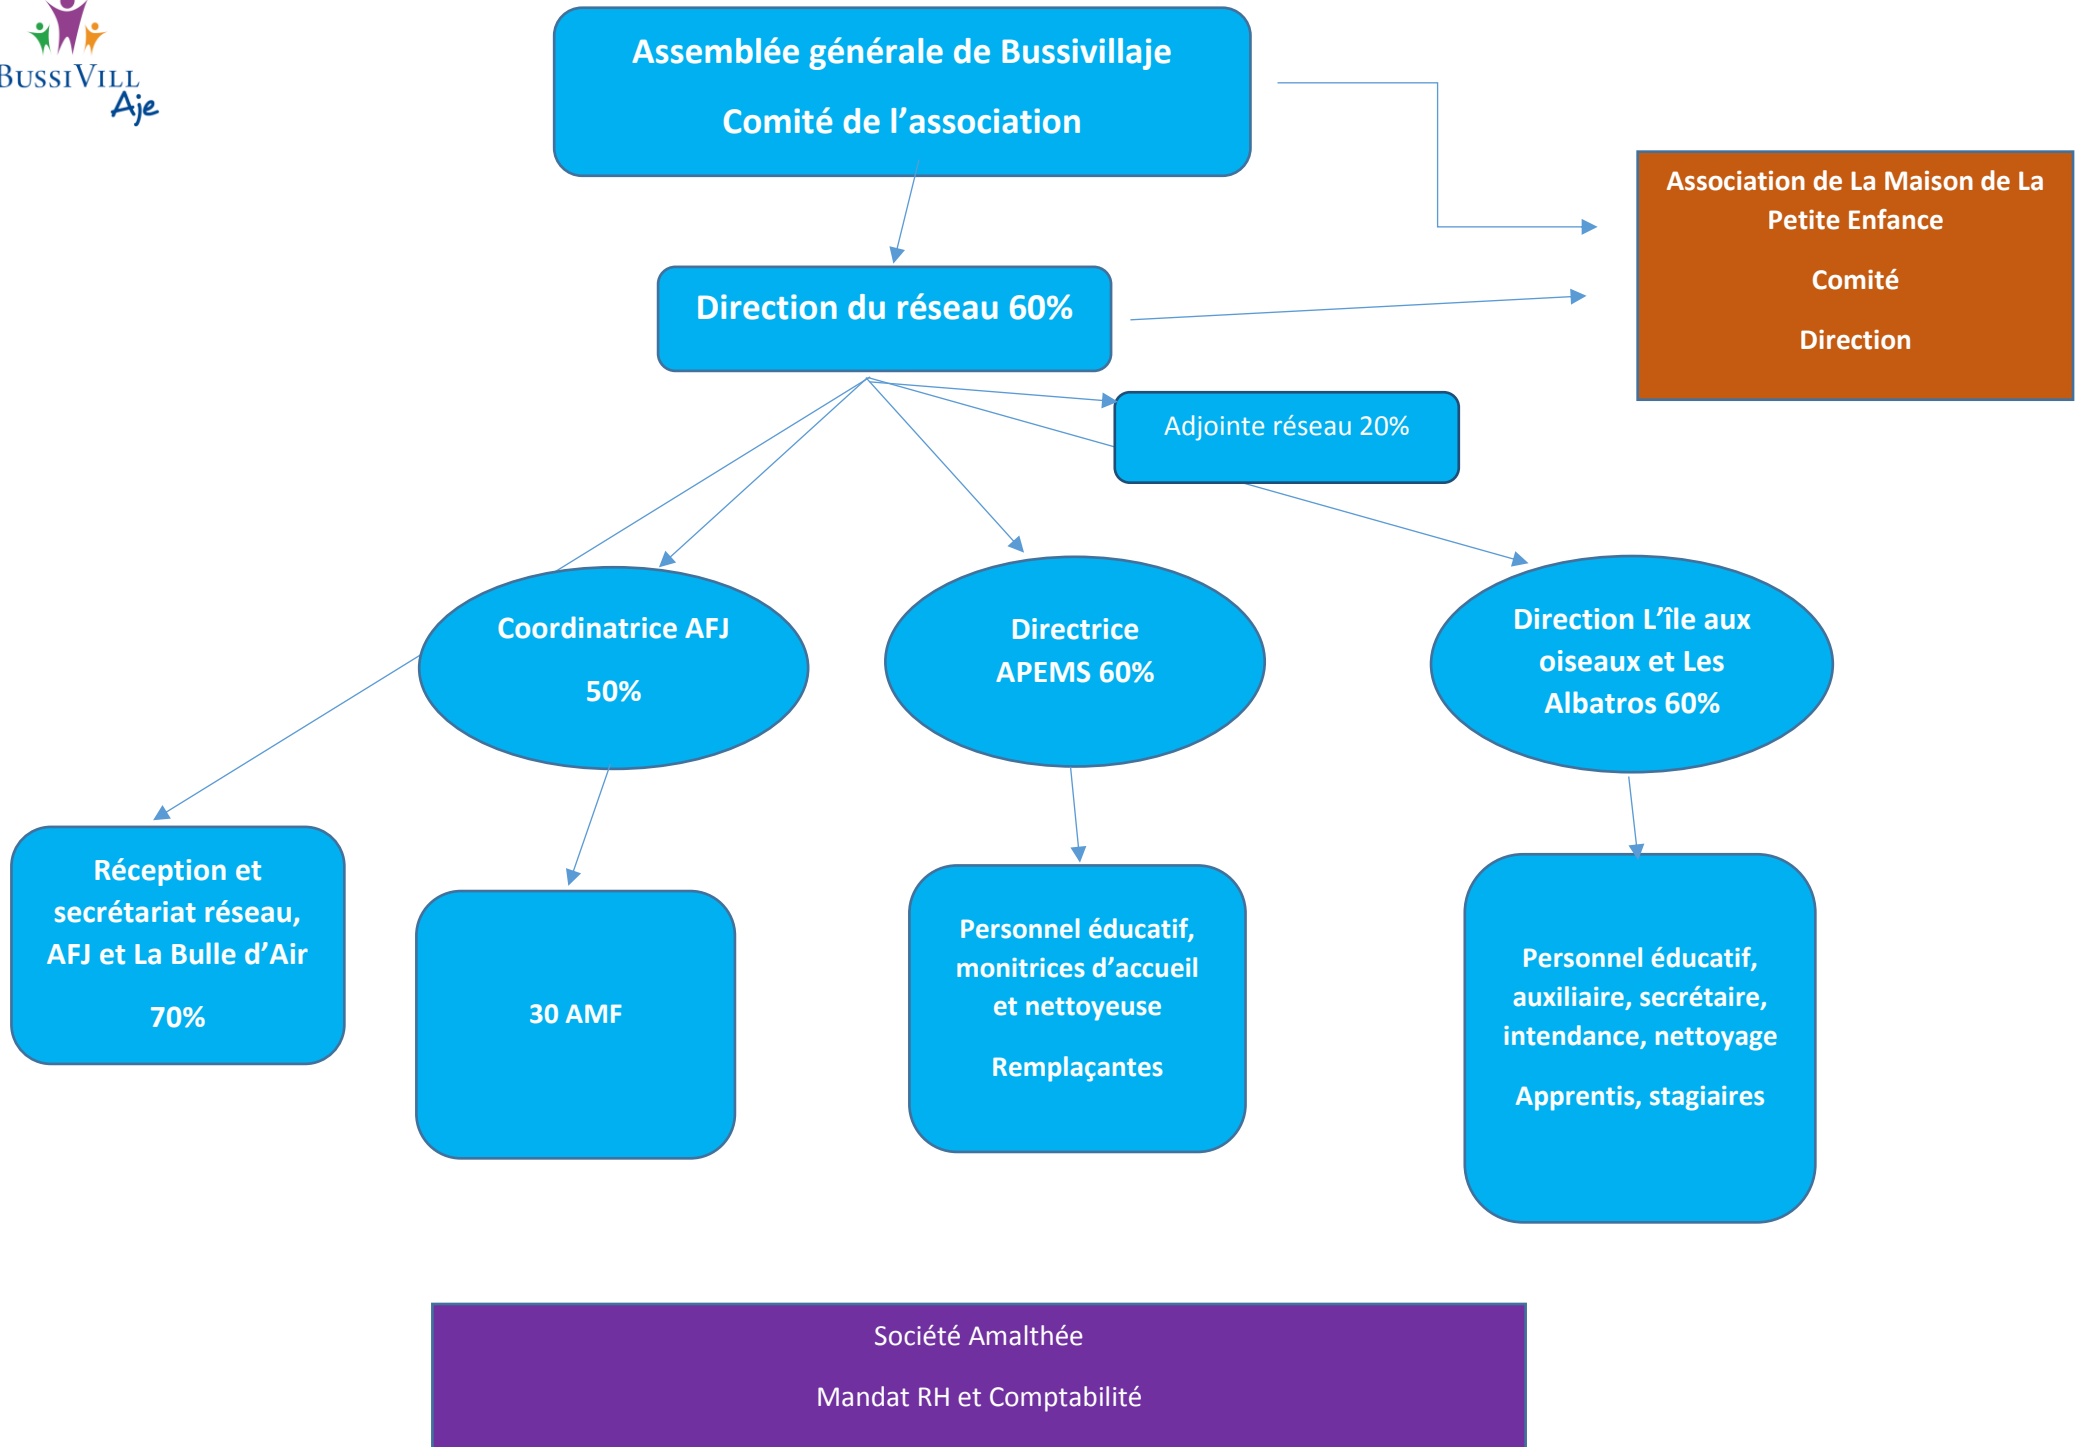 BUSSIVILL
Aje
Assemblée générale de Bussivillaje
Comité de l’association
Association de La Maison de La
Petite Enfance
Comité
Direction
Direction du réseau 60%
Adjointe réseau 20%
Coordinatrice AFJ
50%
Directrice
APEMS 60%
Direction L’île aux
oiseaux et Les
Albatros 60%
Réception et
secrétariat réseau,
AFJ et La Bulle d’Air
70%
30 AMF
Personnel éducatif,
monitrices d’accueil
et nettoyeuse
Remplaçantes
Personnel éducatif,
auxiliaire, secrétaire,
intendance, nettoyage
Apprentis, stagiaires
Société Amalthée
Mandat RH et Comptabilité